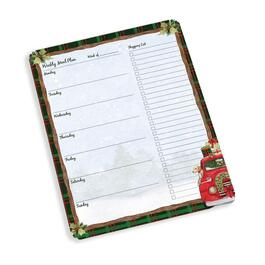 Weekly Meal Plan
Week of
Shopping List
Monday
Tuesday
Wednesday
Thursday
Friday
Saturday
Sunday